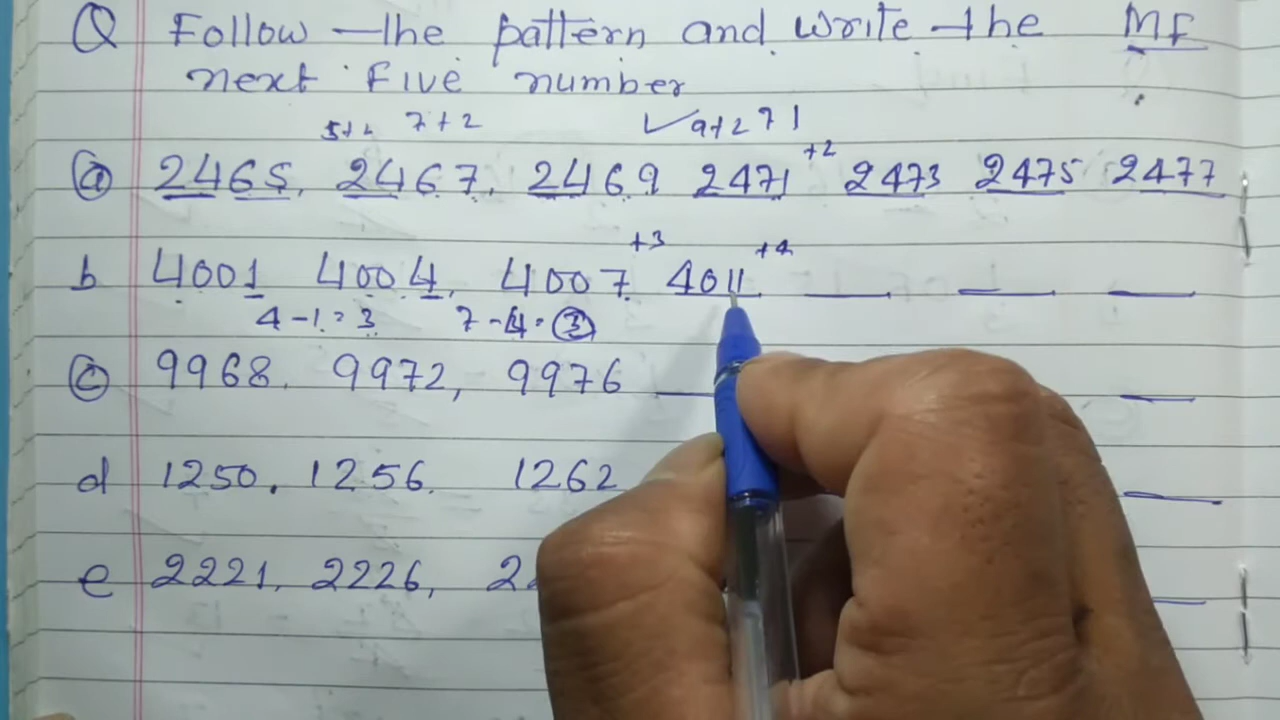 Q Follow the pattern and write the MF
next Five number
5+2 7+2 9+2 71
a 2465, 2467, 2469 2471 +2 2473 2475 2477
+3 +4
b 4001 4004, 4007 4011
4-1=3 7-4=3
c 9968, 9972, 9976
d 1250, 1256, 1262
e 2221, 2226, 2